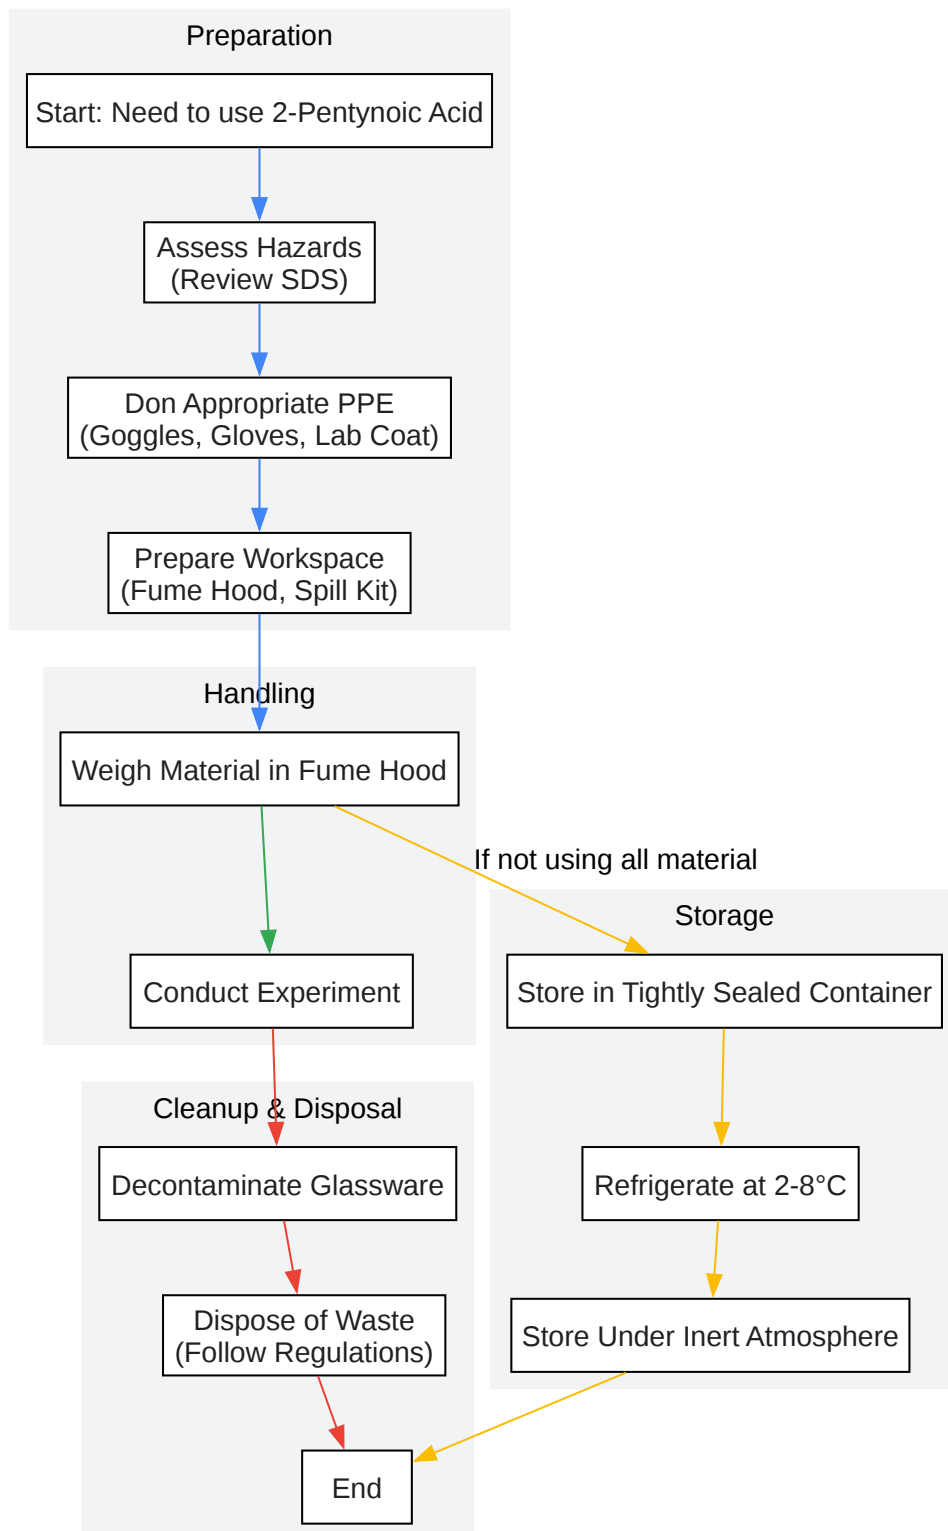 Preparation
Start: Need to use 2-Pentynoic Acid
Assess Hazards
(Review SDS)
Don Appropriate PPE
(Goggles, Gloves, Lab Coat)
Prepare Workspace
(Fume Hood, Spill Kit)
Handling
Weigh Material in Fume Hood
If not using all material
Storage
Conduct Experiment
Store in Tightly Sealed Container
Cleanup & Disposal
Decontaminate Glassware
Refrigerate at 2-8°C
Dispose of Waste
(Follow Regulations)
Store Under Inert Atmosphere
End